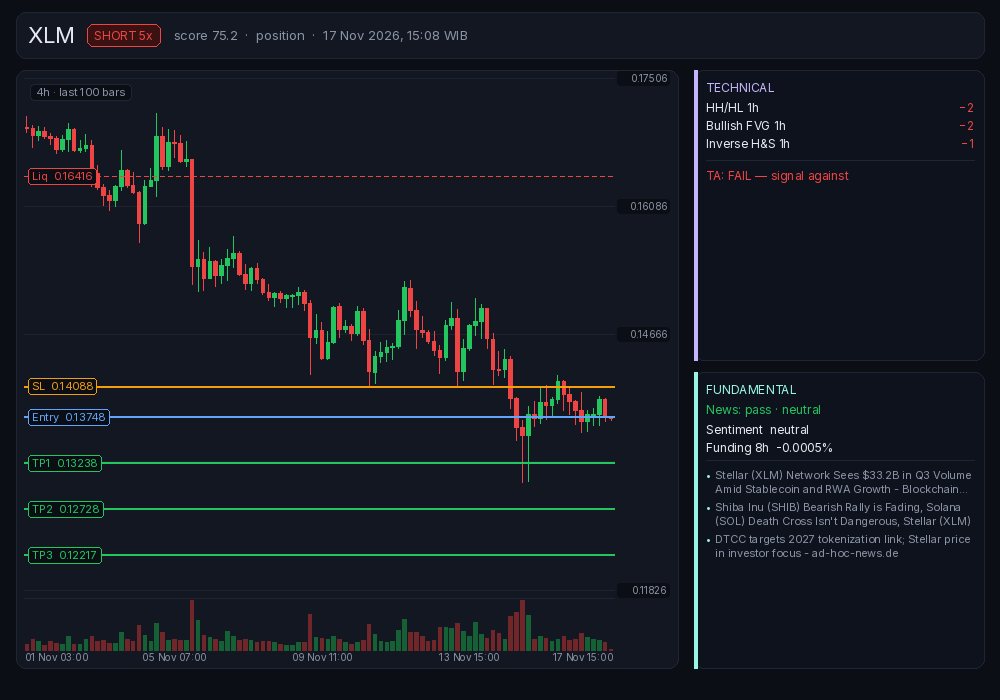 XLM SHORT 5x score 75.2 · position · 17 Nov 2026, 15:08 WIB
4h · last 100 bars
0.17506
Liq 0.16416
0.16086
0.14666
SL 0.14088
Entry 0.13748
TP1 0.13238
TP2 0.12728
TP3 0.12217
0.11826
01 Nov 03:00 05 Nov 07:00 09 Nov 11:00 13 Nov 15:00 17 Nov 15:00
TECHNICAL
HH/HL 1h −2
Bullish FVG 1h −2
Inverse H&S 1h −1
TA: FAIL — signal against
FUNDAMENTAL
News: pass · neutral
Sentiment neutral
Funding 8h -0.0005%
• Stellar (XLM) Network Sees $33.2B in Q3 Volume
Amid Stablecoin and RWA Growth - Blockchain...
• Shiba Inu (SHIB) Bearish Rally is Fading, Solana
(SOL) Death Cross Isn't Dangerous, Stellar (XLM)
• DTCC targets 2027 tokenization link; Stellar price
in investor focus - ad-hoc-news.de